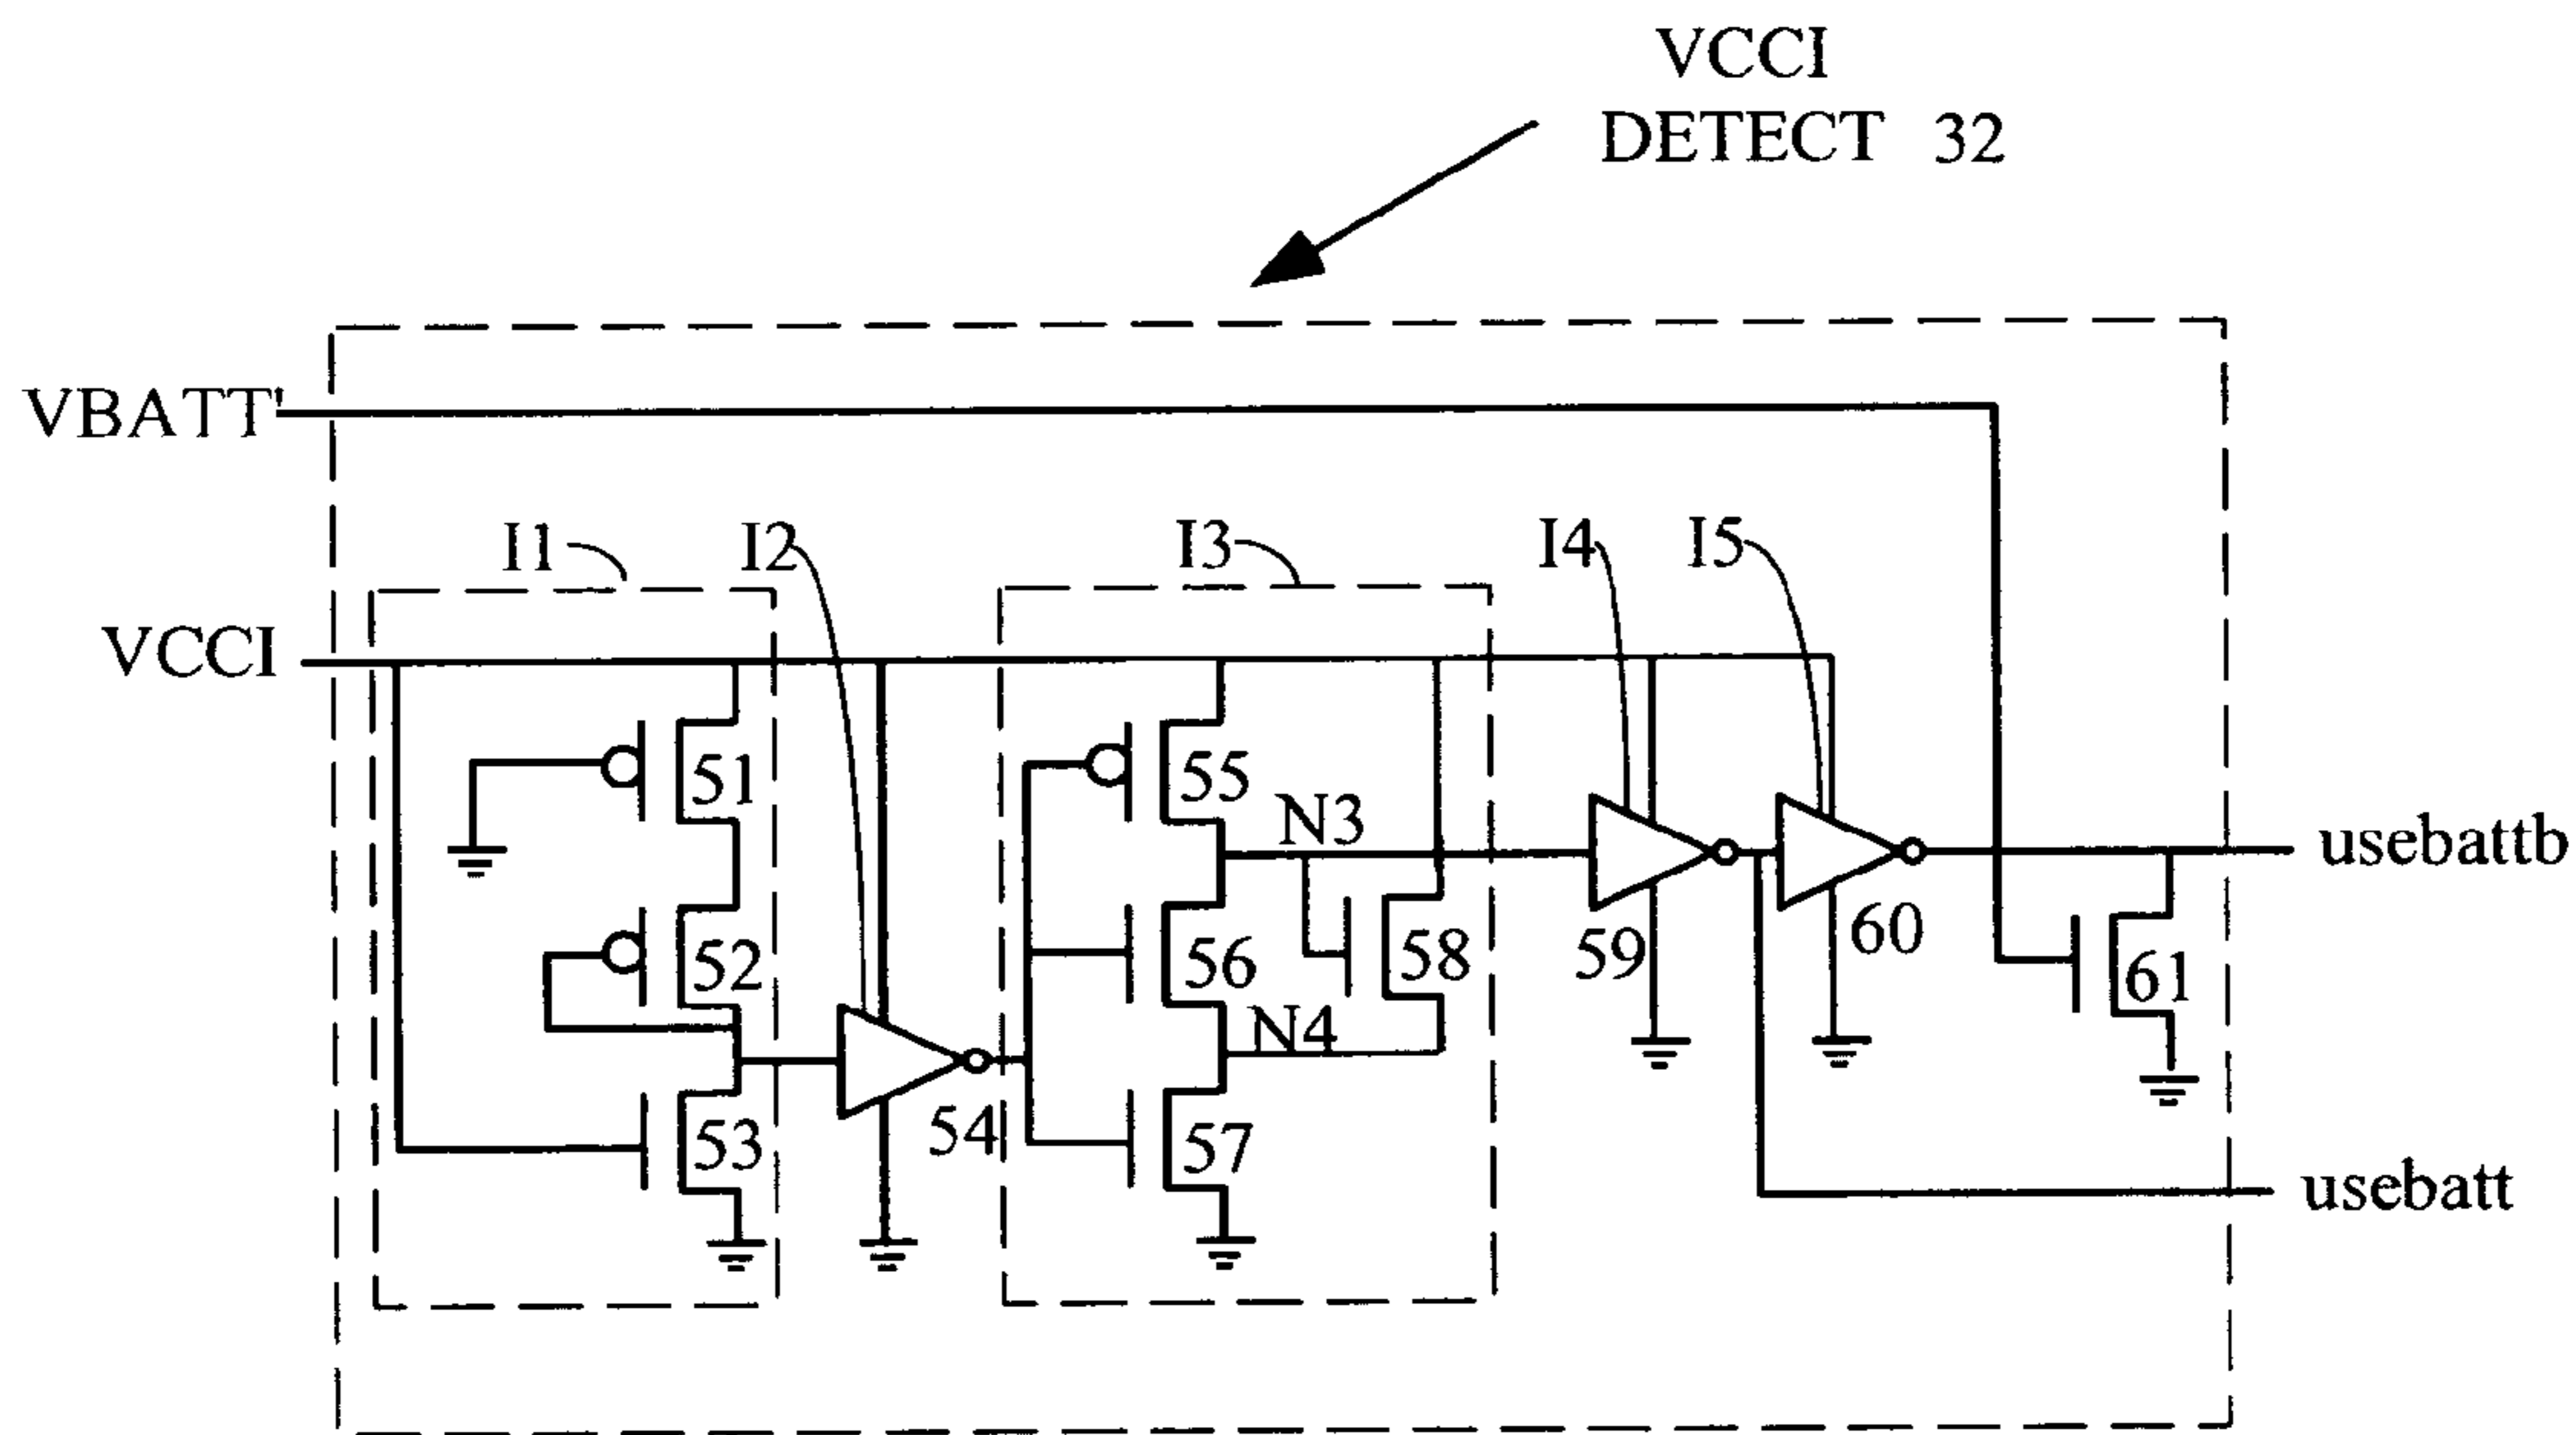 VCCI
DETECT 32
VBATT'
I1
I2
I3
I4
I5
VCCI
51
55
N3
usebattb
52
56
58
59
60
61
N4
54
53
57
usebatt